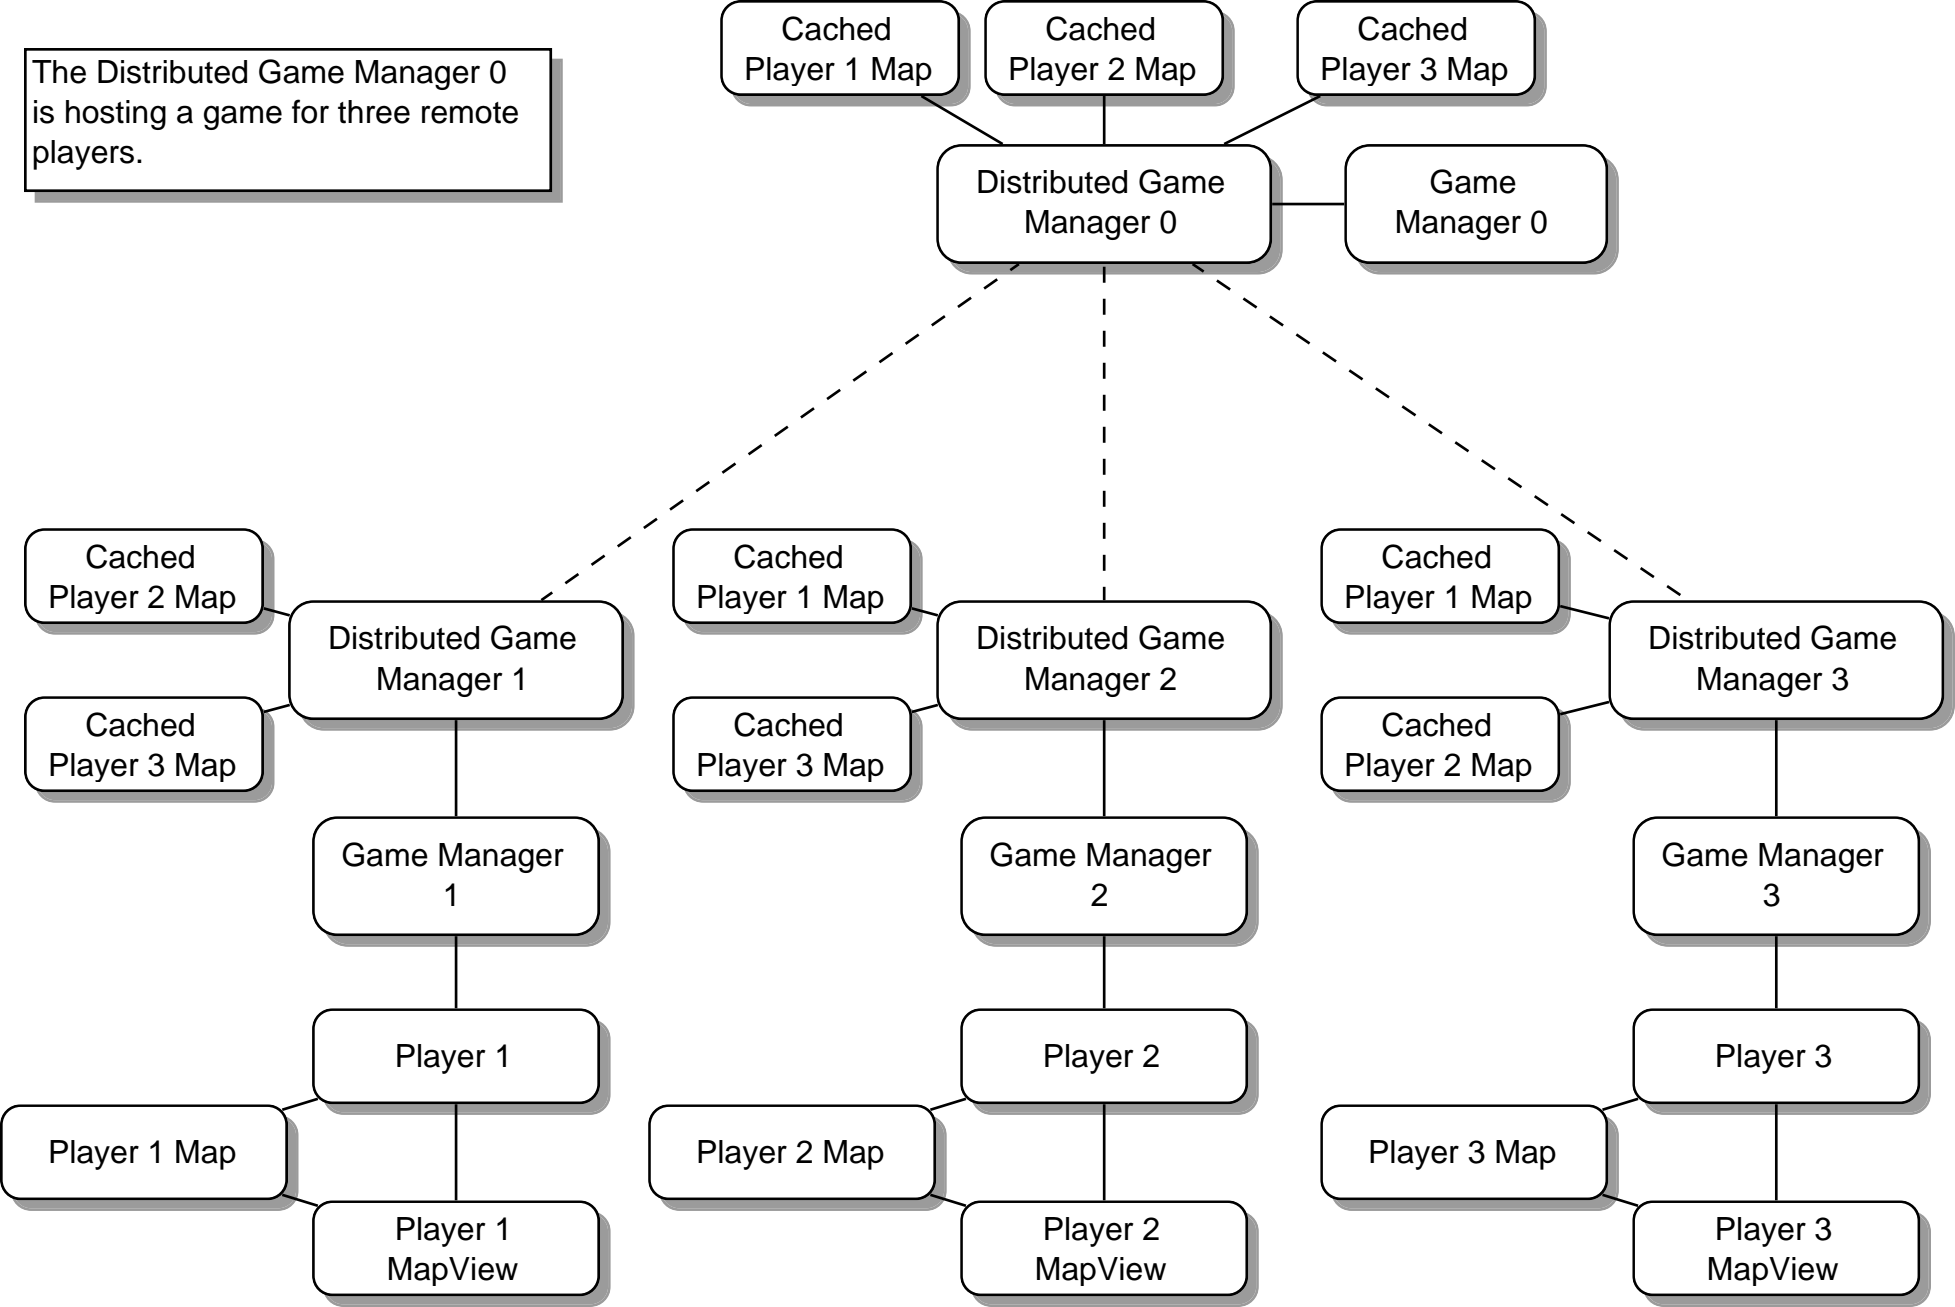 The Distributed Game Manager 0
is hosting a game for three remote
players.
Cached
Player 1 Map
Cached
Player 2 Map
Cached
Player 3 Map
Distributed Game
Manager 0
Game
Manager 0
Cached
Player 2 Map
Cached
Player 3 Map
Distributed Game
Manager 1
Game Manager
1
Player 1
Player 1 Map
Player 1
MapView
Cached
Player 1 Map
Cached
Player 3 Map
Distributed Game
Manager 2
Game Manager
2
Player 2
Player 2 Map
Player 2
MapView
Cached
Player 1 Map
Cached
Player 2 Map
Distributed Game
Manager 3
Game Manager
3
Player 3
Player 3 Map
Player 3
MapView